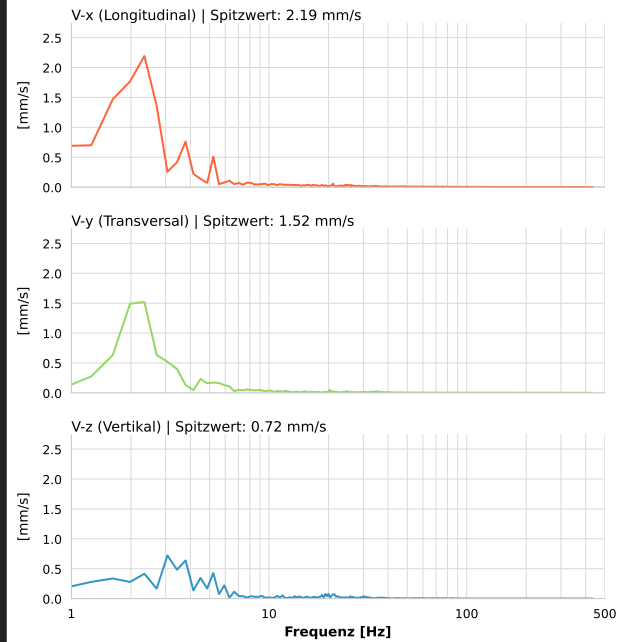 V-x (Longitudinal) | Spitzwert: 2.19 mm/s
2.5
2.0
1.5
1.0
0.5
0.0
[mm/s]
V-y (Transversal) | Spitzwert: 1.52 mm/s
2.5
2.0
1.5
1.0
0.5
0.0
[mm/s]
V-z (Vertikal) | Spitzwert: 0.72 mm/s
2.5
2.0
1.5
1.0
0.5
0.0
[mm/s]
1 10 100 500
Frequenz [Hz]